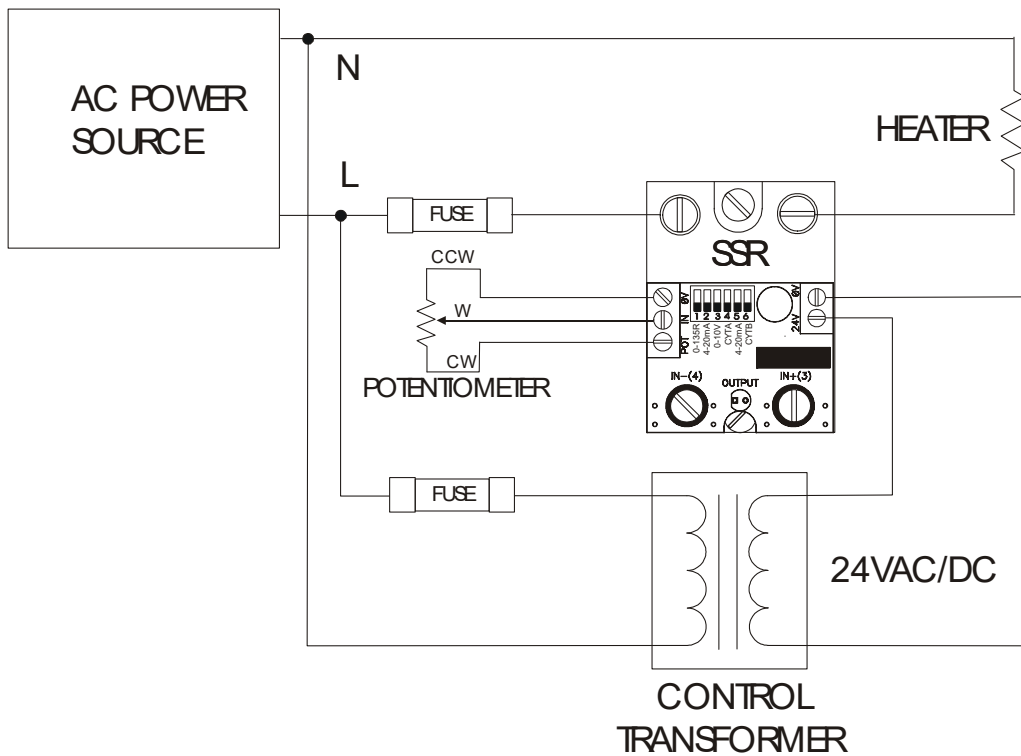 AC POWER
SOURCE
N
HEATER
L
FUSE
SSR
CCW
W
CW
POTENTIOMETER
0V
IN
POT
1 2 3 4 5 6
0-135R
4-20mA
0-10V
CYTA
4-20mA
CYTB
0V
24V
IN-(4)
OUTPUT
IN+(3)
FUSE
24VAC/DC
CONTROL
TRANSFORMER